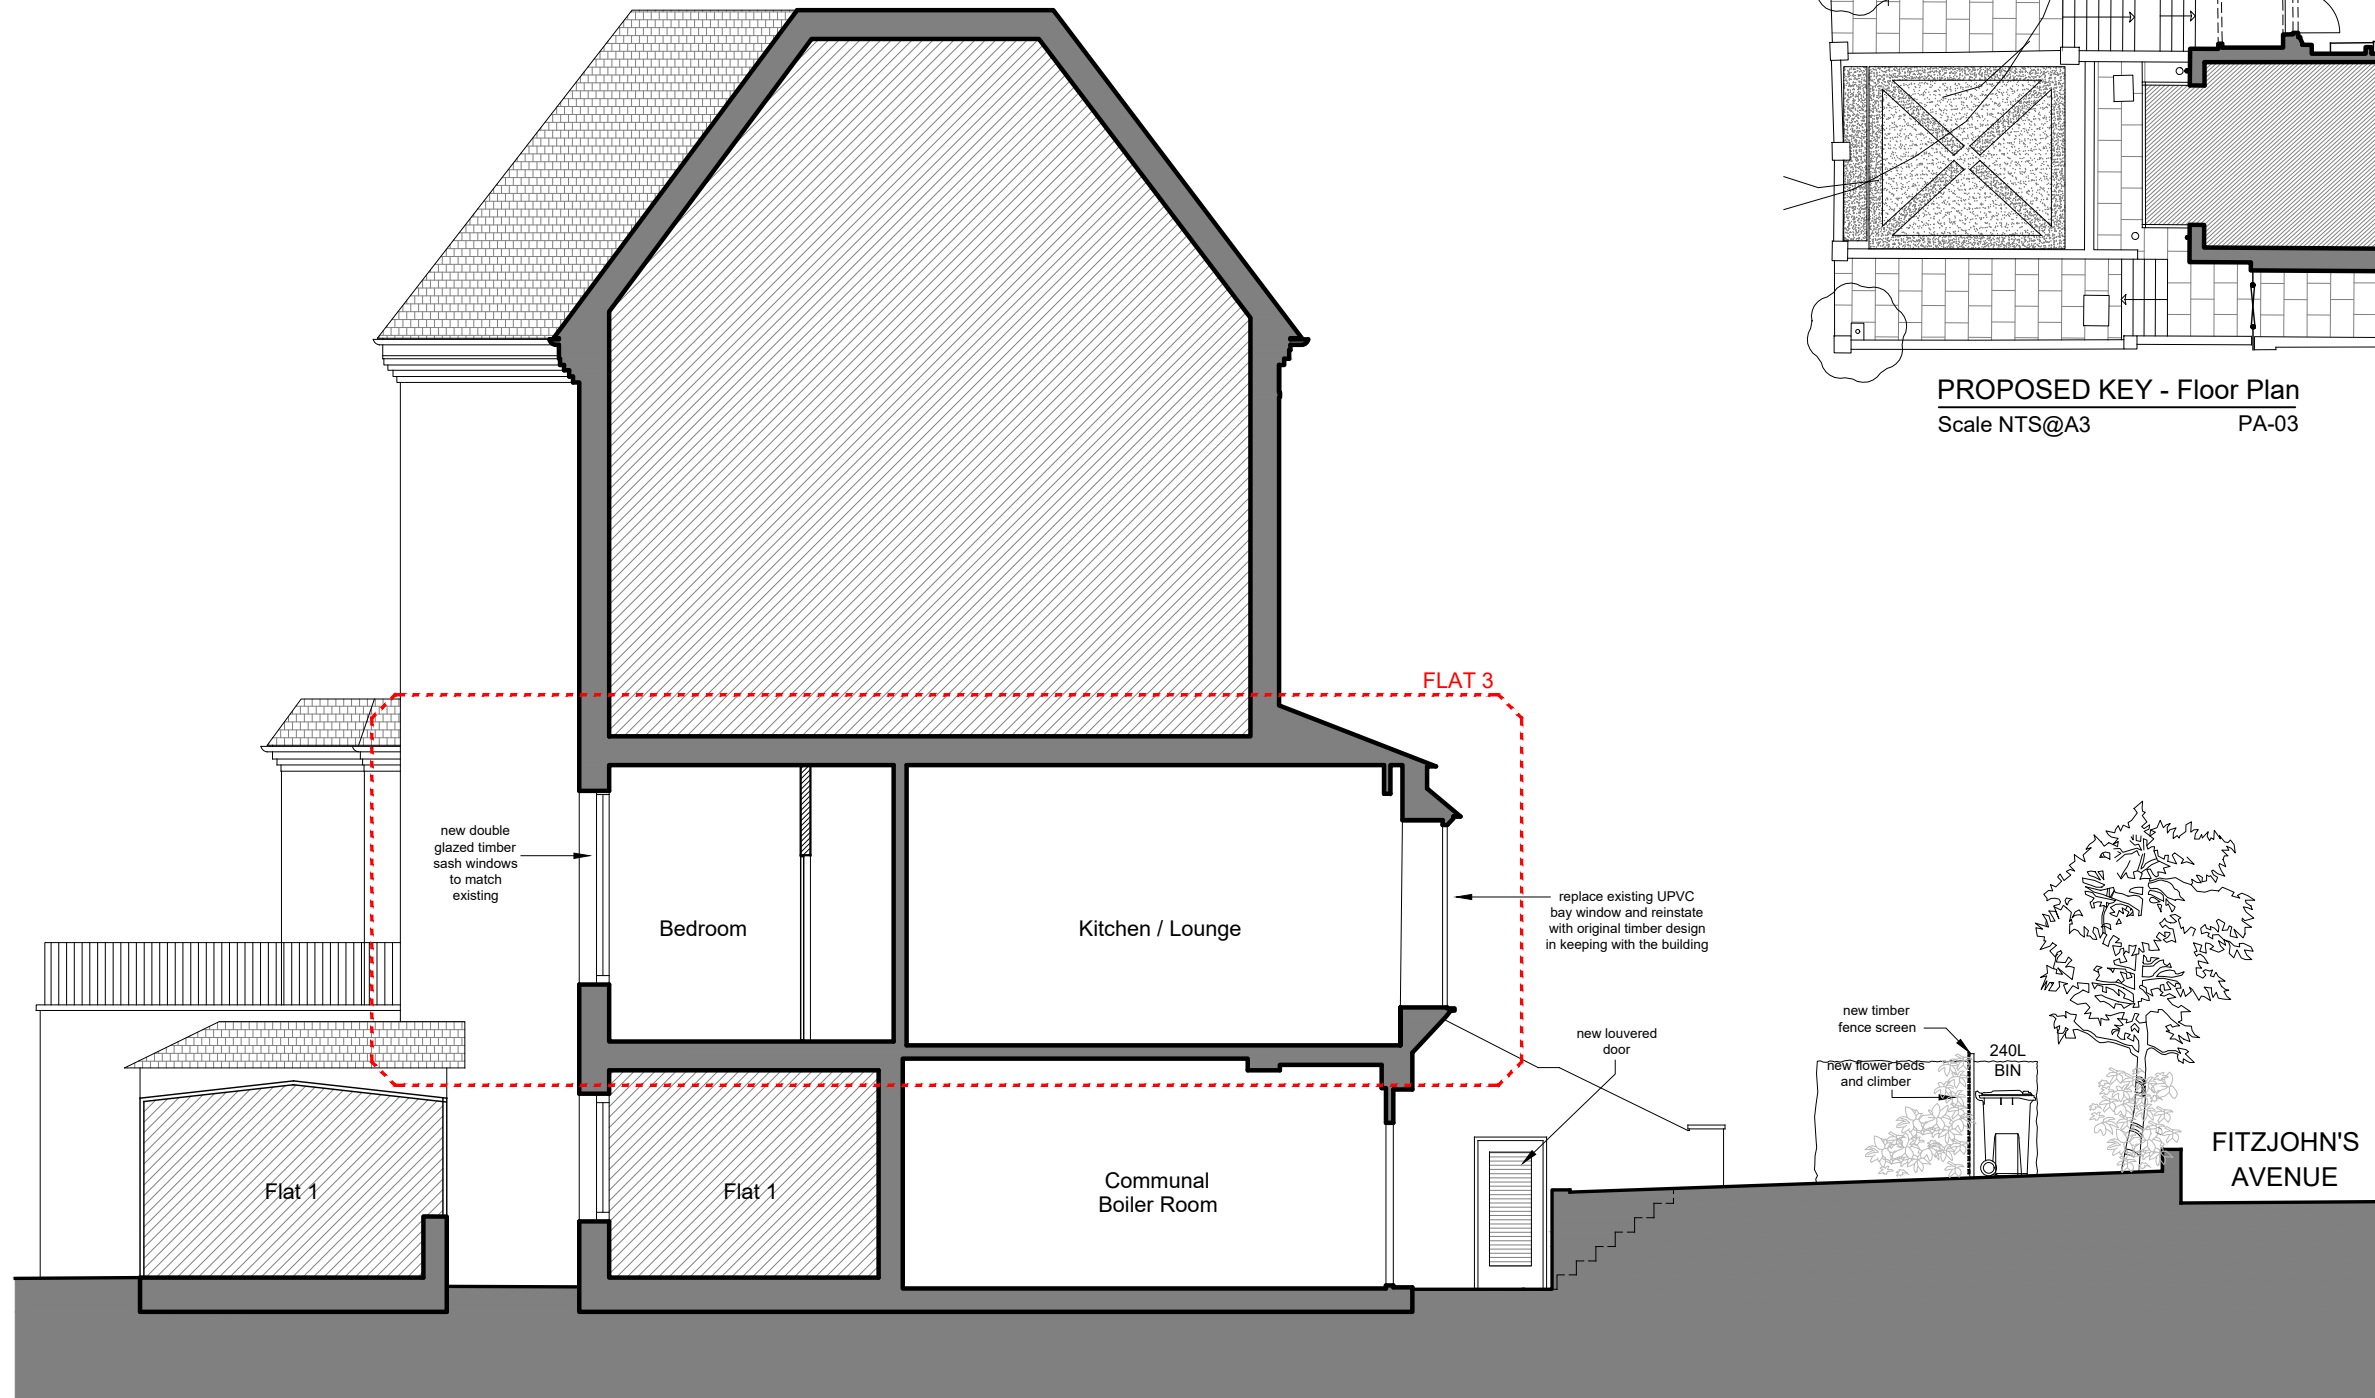 PROPOSED KEY - Floor Plan
Scale NTS@A3 PA-03
FLAT 3
new double
glazed timber
sash windows
to match
existing
Bedroom
Kitchen / Lounge
replace existing UPVC
bay window and reinstate
with original timber design
in keeping with the building
new louvered
door
new timber
fence screen
240L
BIN
new flower beds
and climber
FITZJOHN'S
AVENUE
Flat 1
Flat 1
Communal
Boiler Room